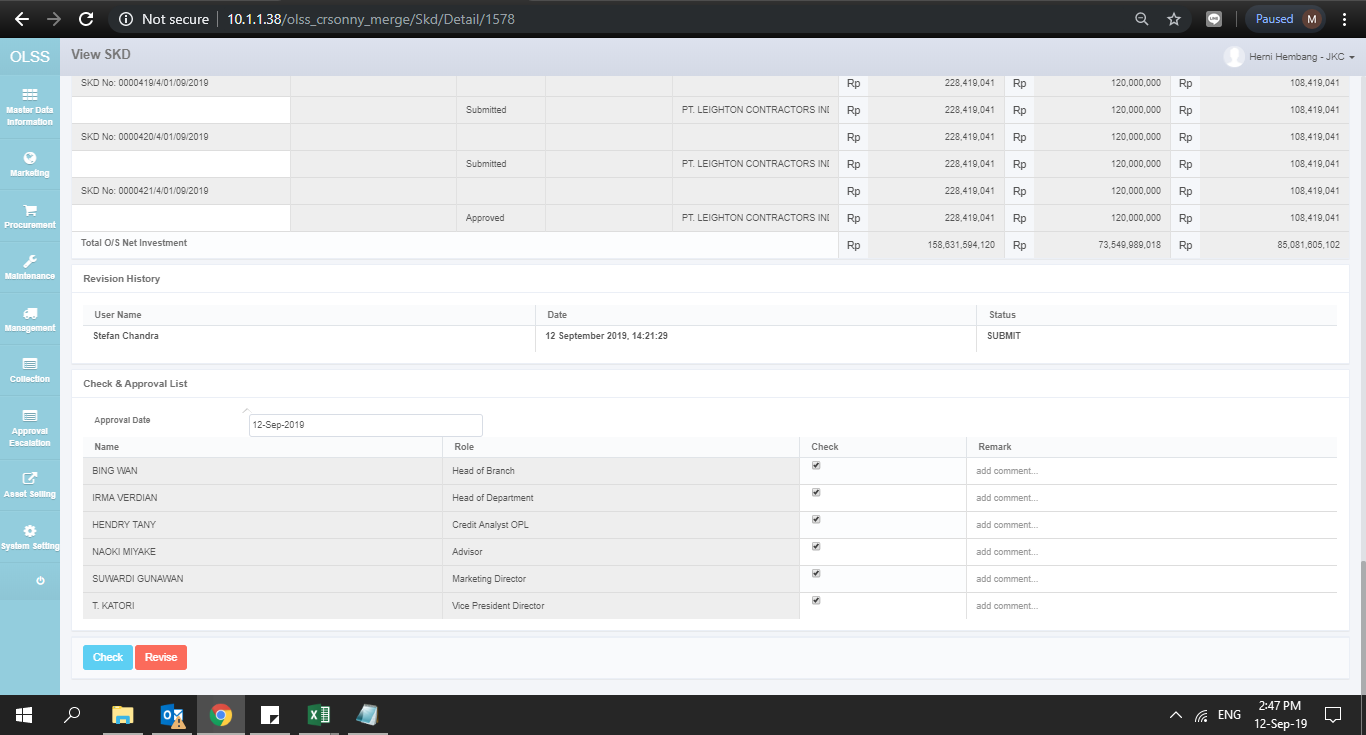 Not secure 10.1.1.38/olss_crsonny_merge/Skd/Detail/1578 Paused M
OLSS View SKD Herni Hembang - JKC
Master Data Information
Marketing
Procurement
Maintenance
Management
Collection
Approval Escalation
Asset Selling
System Setting
SKD No: 0000419/4/01/09/2019 Rp 228,419,041 Rp 120,000,000 Rp 108,419,041
Submitted PT. LEIGHTON CONTRACTORS IND Rp 228,419,041 Rp 120,000,000 Rp 108,419,041
SKD No: 0000420/4/01/09/2019 Rp 228,419,041 Rp 120,000,000 Rp 108,419,041
Submitted PT. LEIGHTON CONTRACTORS IND Rp 228,419,041 Rp 120,000,000 Rp 108,419,041
SKD No: 0000421/4/01/09/2019 Rp 228,419,041 Rp 120,000,000 Rp 108,419,041
Approved PT. LEIGHTON CONTRACTORS IND Rp 228,419,041 Rp 120,000,000 Rp 108,419,041
Total O/S Net Investment Rp 158,631,594,120 Rp 73,549,989,018 Rp 85,081,605,102
Revision History
User Name Date Status
Stefan Chandra 12 September 2019, 14:21:29 SUBMIT
Check & Approval List
Approval Date 12-Sep-2019
Name Role Check Remark
BING WAN Head of Branch add comment...
IRMA VERDIAN Head of Department add comment...
HENDRY TANY Credit Analyst OPL add comment...
NAOKI MIYAKE Advisor add comment...
SUWARDI GUNAWAN Marketing Director add comment...
T. KATORI Vice President Director add comment...
Check Revise
ENG 2:47 PM
12-Sep-19